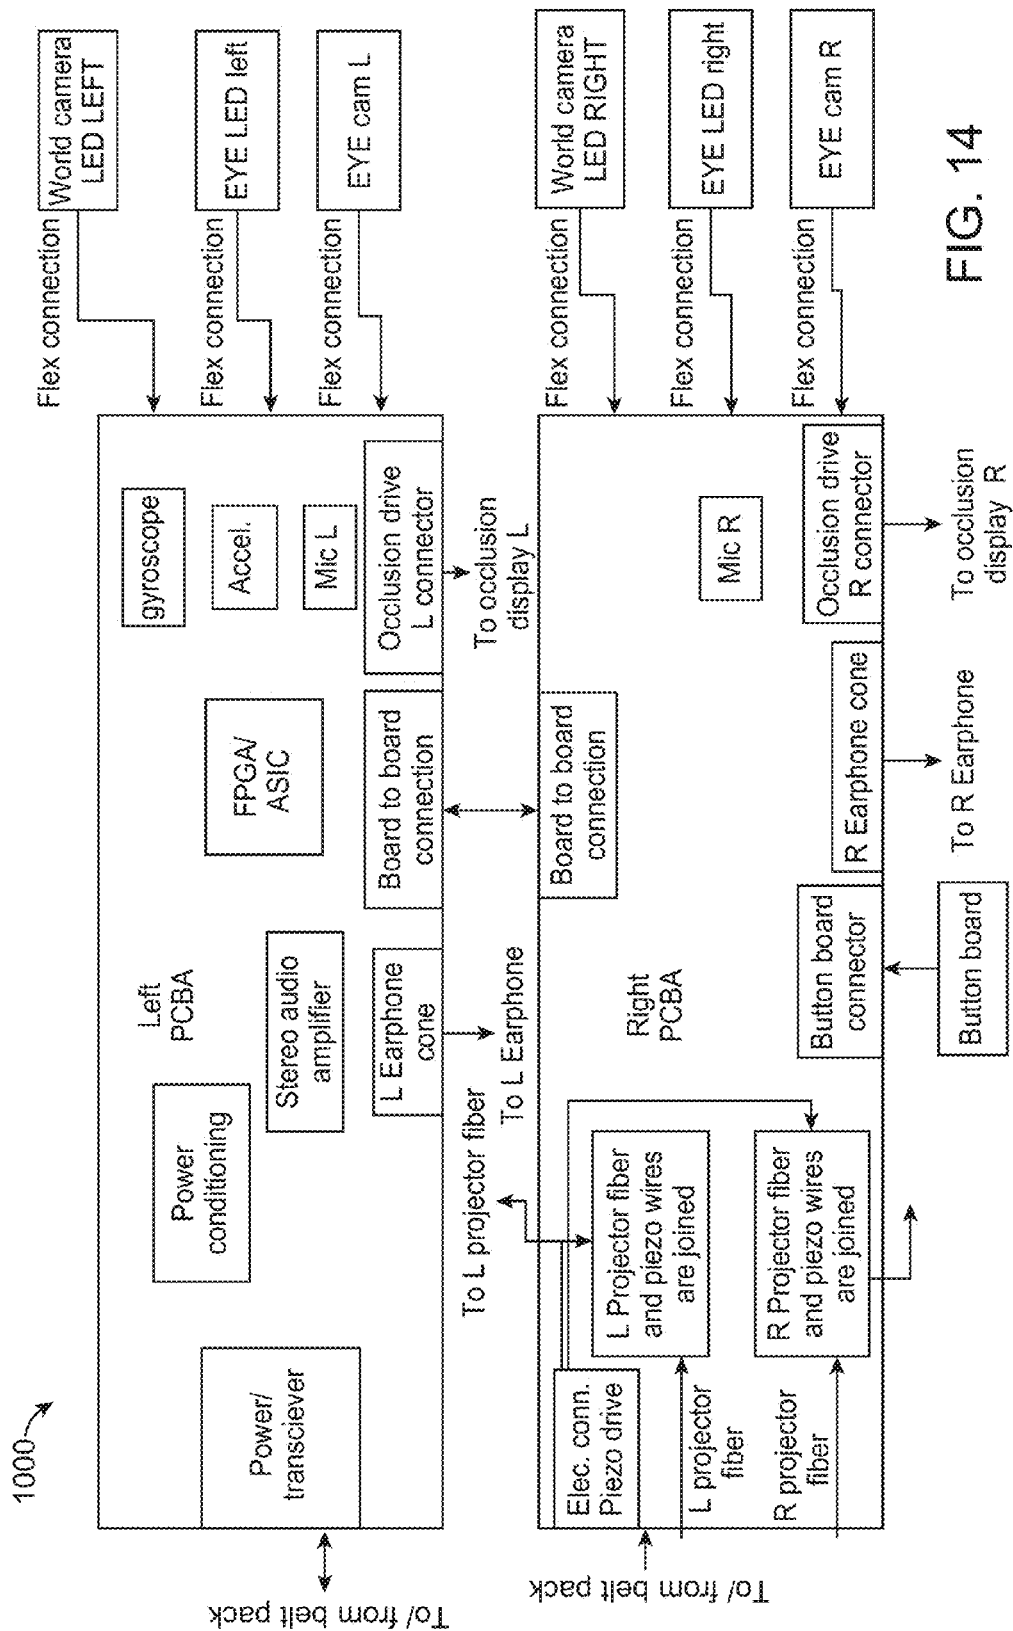 1000
World camera
LED LEFT
EYE LED left
EYE cam L
Flex connection
Flex connection
Flex connection
gyroscope
Accel.
Mic L
Occlusion drive
L connector
To occlusion
display L
FPGA/
ASIC
Board to board
connection
Left
PCBA
Stereo audio
amplifier
L Earphone
cone
To L Earphone
Power
conditioning
Power/
transciever
To/ from belt pack
To L projector fiber
World camera
LED RIGHT
EYE LED right
EYE cam R
Flex connection
Flex connection
Flex connection
Mic R
Occlusion drive
R connector
To occlusion
display R
Board to board
connection
R Earphone cone
To R Earphone
Right
PCBA
Button board
connector
Button board
L Projector fiber
and piezo wires
are joined
R Projector fiber
and piezo wires
are joined
Elec. conn.
Piezo drive
L projector
fiber
R projector
fiber
To/ from belt pack
FIG. 14